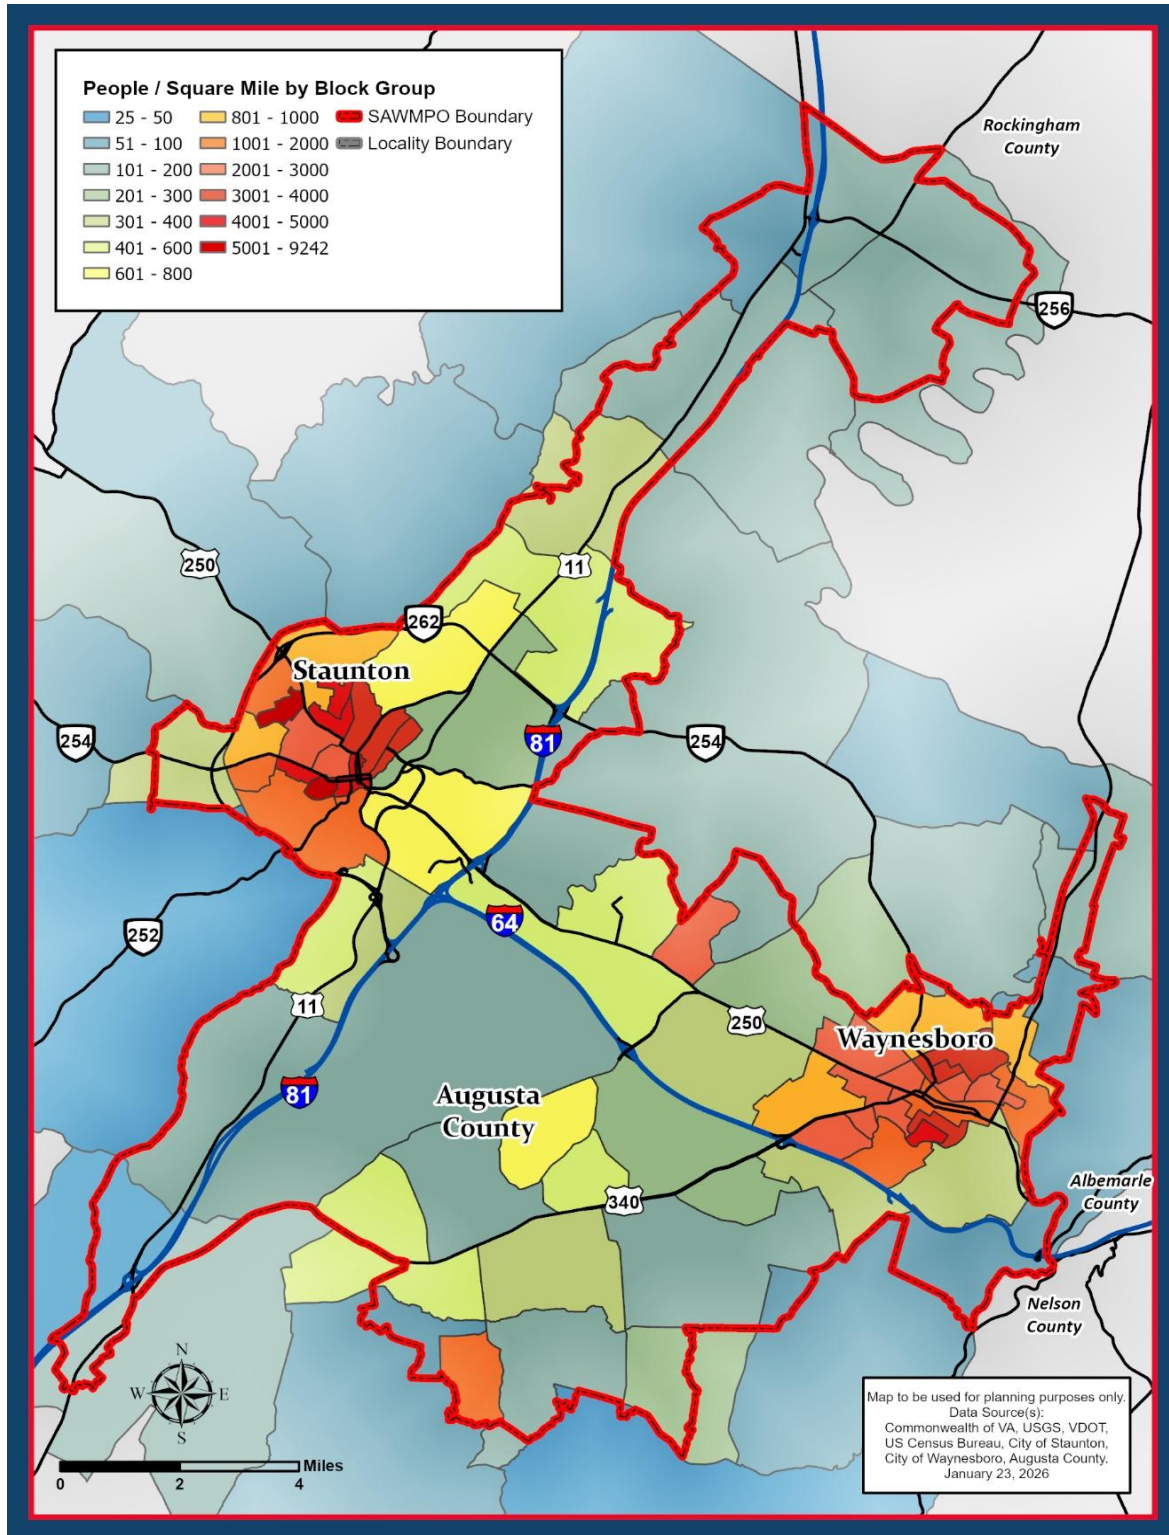 People / Square Mile by Block Group
25 - 50
51 - 100
101 - 200
201 - 300
301 - 400
401 - 600
601 - 800
801 - 1000
1001 - 2000
2001 - 3000
3001 - 4000
4001 - 5000
5001 - 9242
SAWMPO Boundary
Locality Boundary
Rockingham
County
256
250
11
262
Staunton
254
81
254
64
252
11
250
Waynesboro
81
Augusta
County
340
Albemarle
County
Nelson
County
N
W
E
S
Miles
0
2
4
Map to be used for planning purposes only.
Data Source(s):
Commonwealth of VA, USGS, VDOT,
US Census Bureau, City of Staunton,
City of Waynesboro, Augusta County.
January 23, 2026